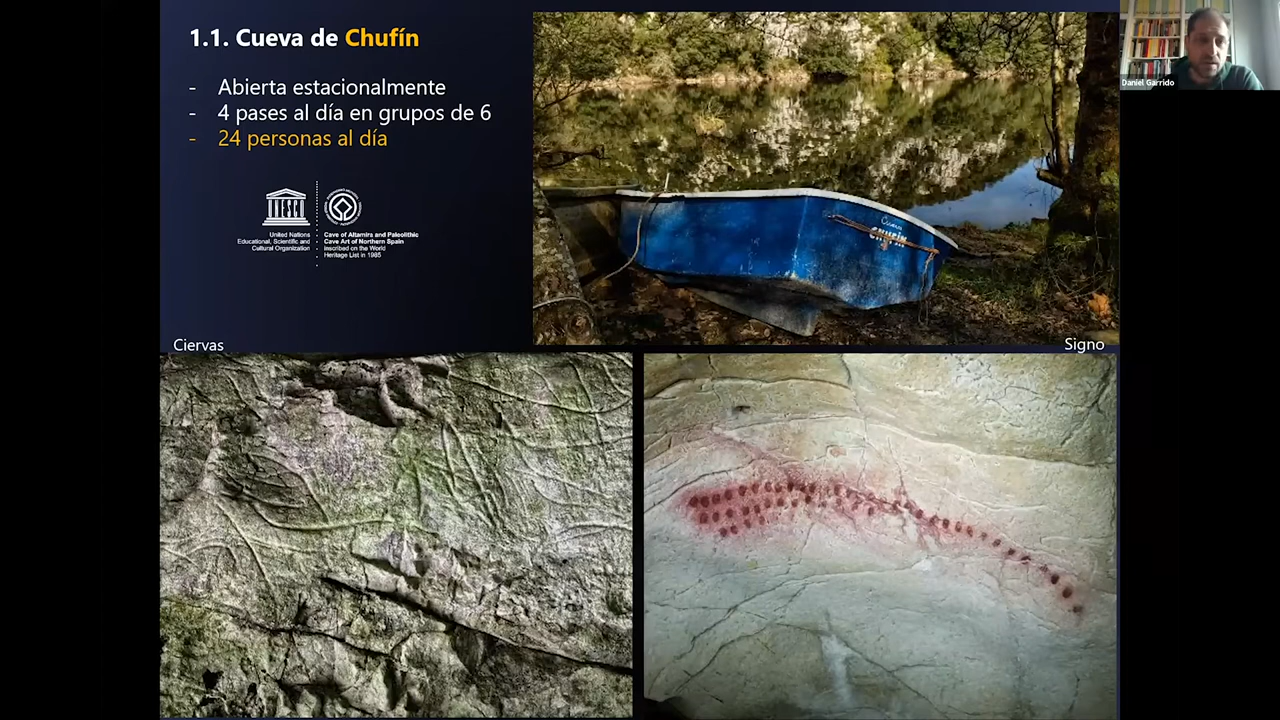 1.1. Cueva de Chufín
- Abierta estacionalmente
- 4 pases al día en grupos de 6
- 24 personas al día
UNESCO
United Nations
Educational, Scientific and
Cultural Organization
Cave of Altamira and Paleolithic
Cave Art of Northern Spain
inscribed on the World
Heritage List in 1985
CHUFÍN
Daniel Garrido
Ciervas
Signo